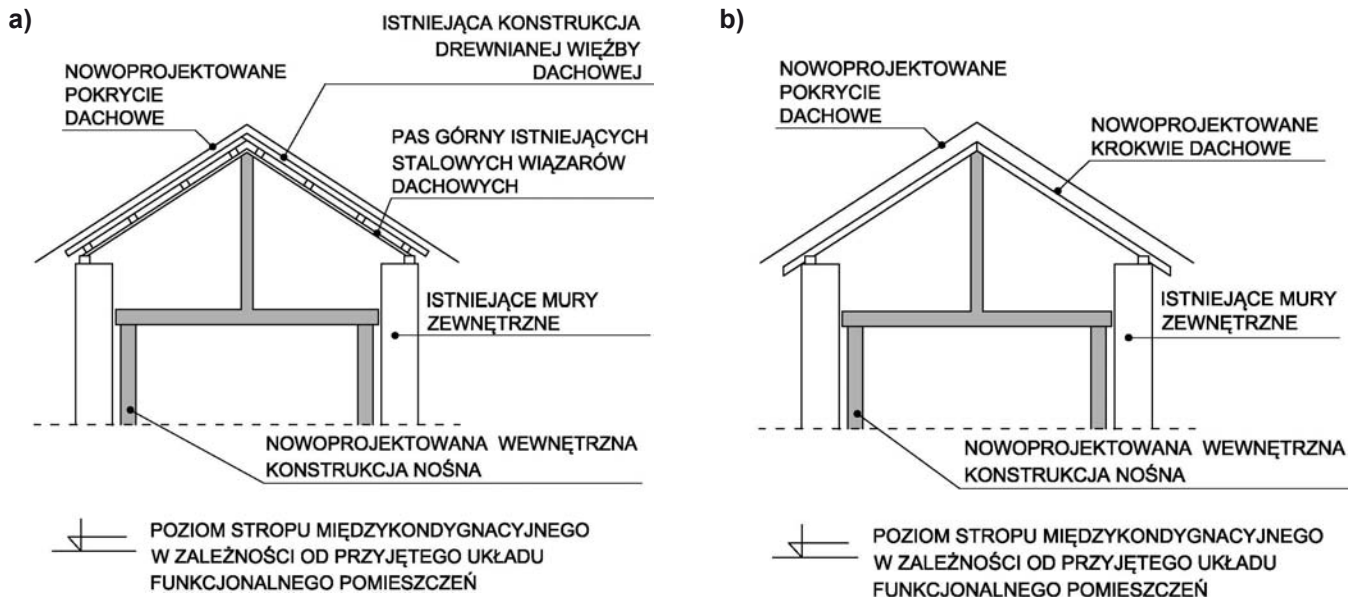 a)
ISTNIEJĄCA KONSTRUKCJA
DREWNIANEJ WIĘŹBY
DACHOWEJ
NOWOPROJEKTOWANE
POKRYCIE
DACHOWE
PAS GÓRNY ISTNIEJĄCYCH
STALOWYCH WIĄZARÓW
DACHOWYCH
ISTNIEJĄCE MURY
ZEWNĘTRZNE
NOWOPROJEKTOWANA WEWNĘTRZNA
KONSTRUKCJA NOŚNA
POZIOM STROPU MIĘDZYKONDYGNACYJNEGO
W ZALEŻNOŚCI OD PRZYJĘTEGO UKŁADU
FUNKCJONALNEGO POMIESZCZEŃ
b)
NOWOPROJEKTOWANE
POKRYCIE
DACHOWE
NOWOPROJEKTOWANE
KROKWIE DACHOWE
ISTNIEJĄCE MURY
ZEWNĘTRZNE
NOWOPROJEKTOWANA WEWNĘTRZNA
KONSTRUKCJA NOŚNA
POZIOM STROPU MIĘDZYKONDYGNACYJNEGO
W ZALEŻNOŚCI OD PRZYJĘTEGO UKŁADU
FUNKCJONALNEGO POMIESZCZEŃ